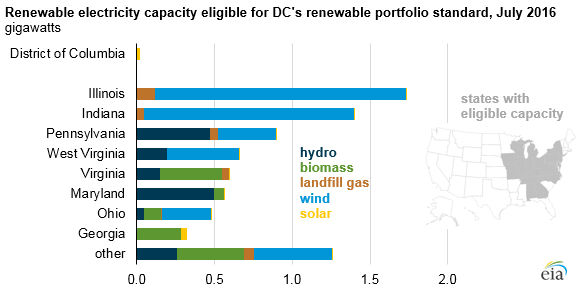 Renewable electricity capacity eligible for DC's renewable portfolio standard, July 2016
gigawatts
District of Columbia
Illinois
Indiana
Pennsylvania
West Virginia
Virginia
Maryland
Ohio
Georgia
other
0.0 0.5 1.0 1.5 2.0
hydro
biomass
landfill gas
wind
solar
states with
eligible capacity
eia